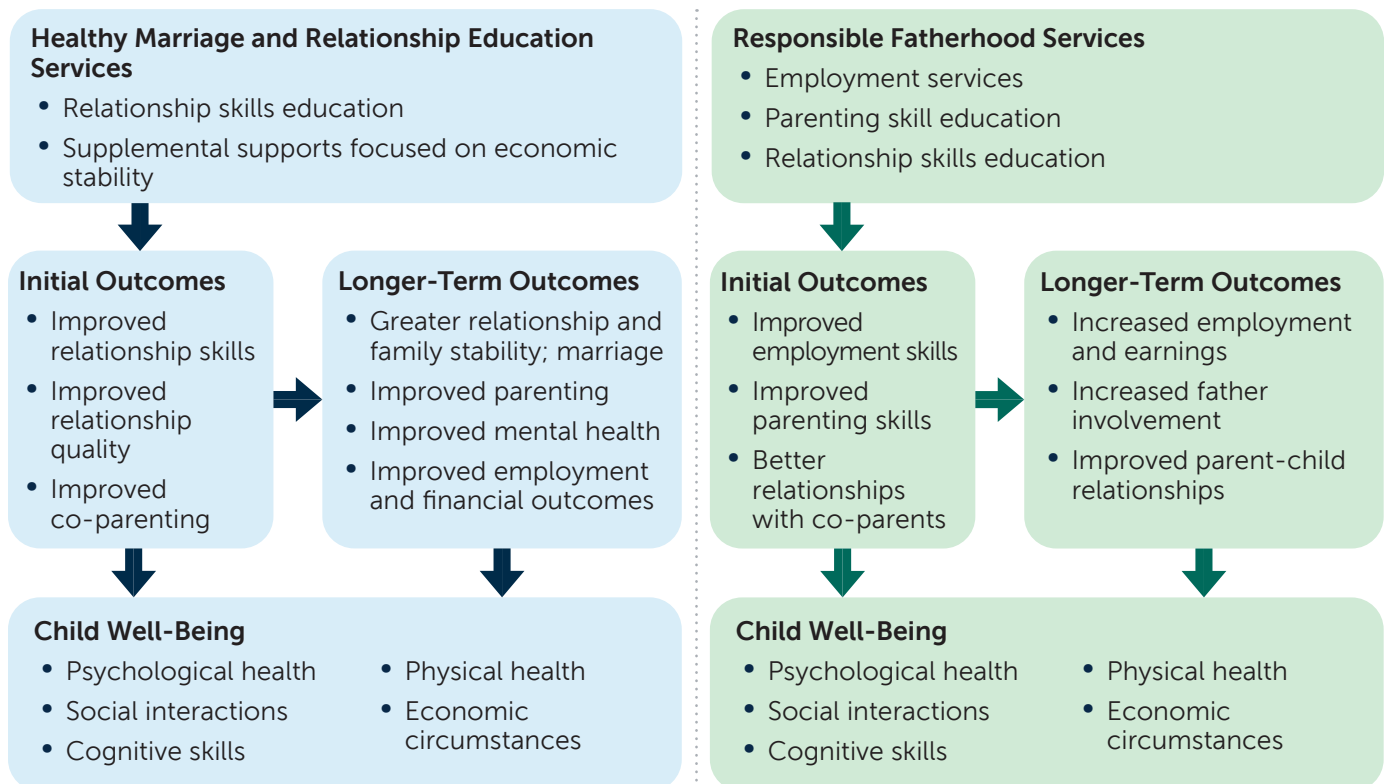 Healthy Marriage and Relationship Education
Services
• Relationship skills education
• Supplemental supports focused on economic
stability
Initial Outcomes
• Improved
relationship skills
• Improved
relationship
quality
• Improved
co-parenting
Longer-Term Outcomes
• Greater relationship and
family stability; marriage
• Improved parenting
• Improved mental health
• Improved employment
and financial outcomes
Child Well-Being
• Psychological health
• Social interactions
• Cognitive skills
• Physical health
• Economic
circumstances
Responsible Fatherhood Services
• Employment services
• Parenting skill education
• Relationship skills education
Initial Outcomes
• Improved
employment skills
• Improved
parenting skills
• Better
relationships
with co-parents
Longer-Term Outcomes
• Increased employment
and earnings
• Increased father
involvement
• Improved parent-child
relationships
Child Well-Being
• Psychological health
• Social interactions
• Cognitive skills
• Physical health
• Economic
circumstances